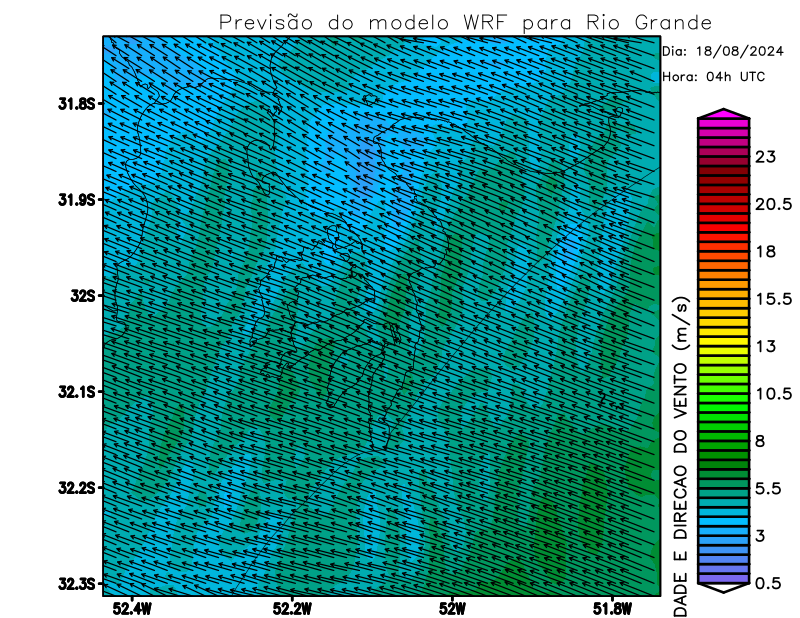 Previsão do modelo WRF para Rio Grande
Dia: 18/08/2024
Hora: 04h UTC
31.8S
31.9S
32S
32.1S
32.2S
32.3S
52.4W
52.2W
52W
51.8W
DADE E DIRECAO DO VENTO (m/s)
23
20.5
18
15.5
13
10.5
8
5.5
3
0.5